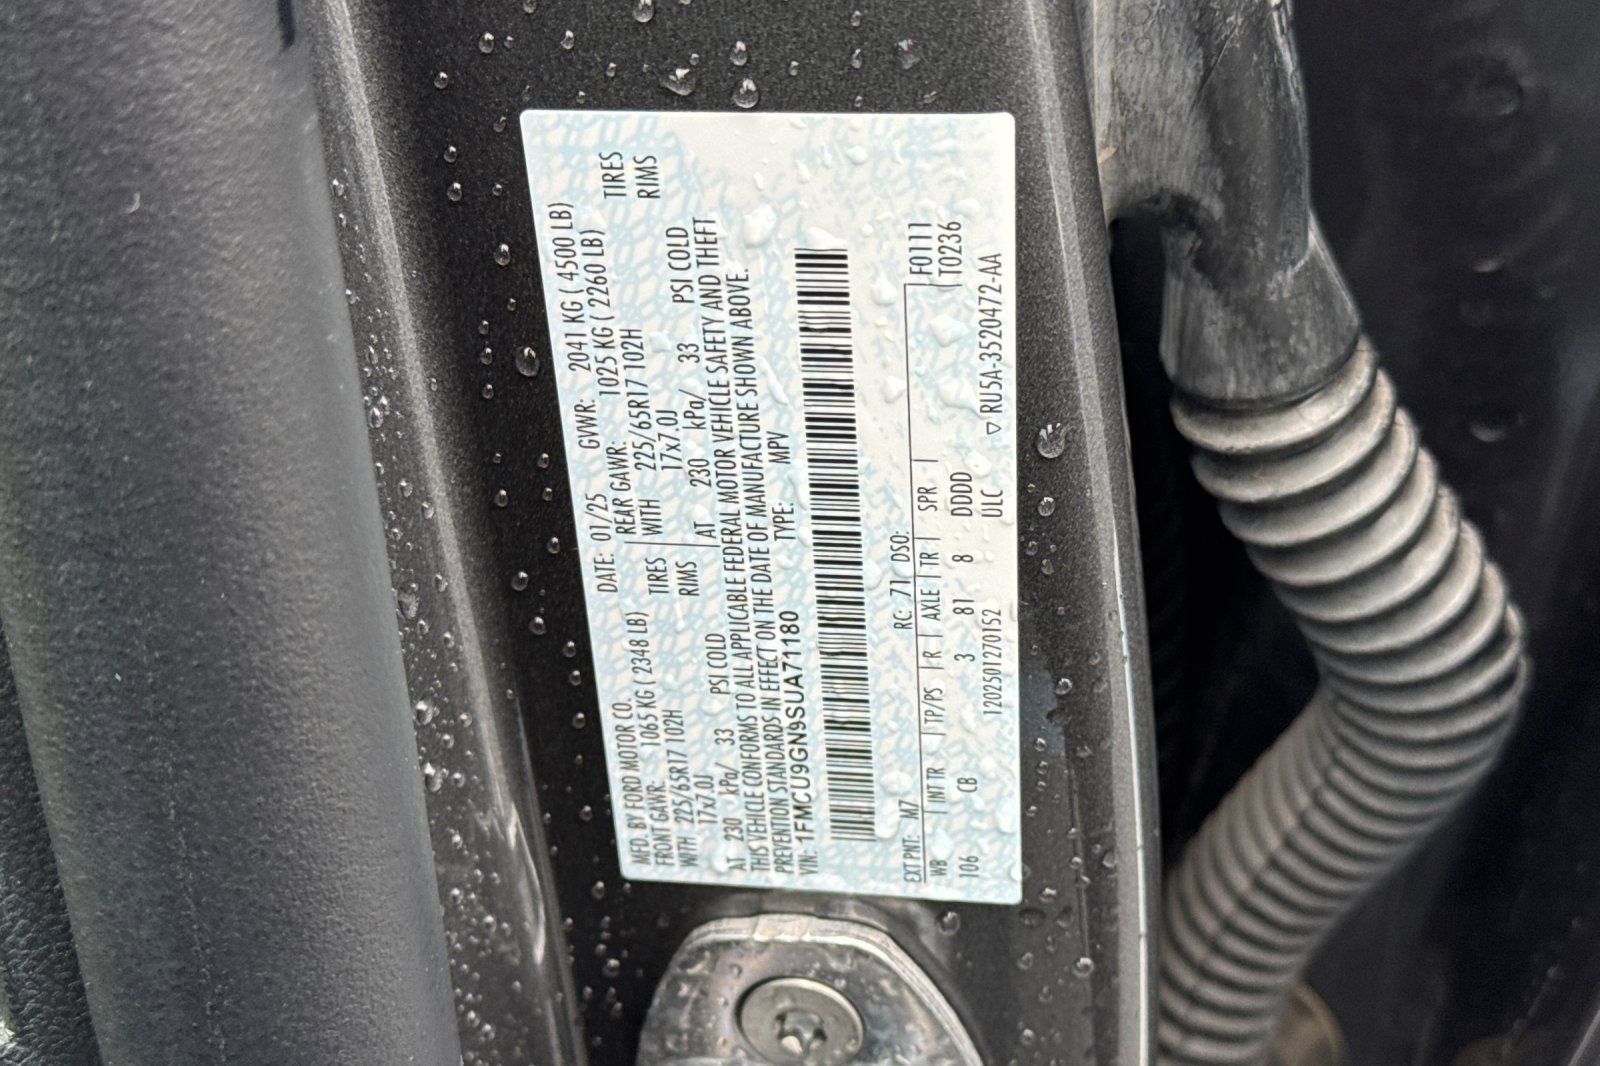 MFD. BY FORD MOTOR CO. DATE: 01/25 GVWR: 2041 KG ( 4500 LB)
FRONT GAWR: 1065 KG ( 2348 LB) REAR GAWR: 1025 KG ( 2260 LB)
WITH 225/65R17 102H TIRES WITH 225/65R17 102H TIRES
17x7.0J RIMS 17x7.0J RIMS
AT 230 kPa/ 33 PSI COLD AT 230 kPa/ 33 PSI COLD
THIS VEHICLE CONFORMS TO ALL APPLICABLE FEDERAL MOTOR VEHICLE SAFETY AND THEFT
PREVENTION STANDARDS IN EFFECT ON THE DATE OF MANUFACTURE SHOWN ABOVE.
VIN: 1FMCU9GN9SUA71180 TYPE: MPV
EXT PNT: M7 RC: 71 DSO: F0111
WB INT TR TP/PS R AXLE TR SPR T0236
106 CB 3 81 8 DDDD
12025012701​52 ULC ▽ RU5A-3520472-AA